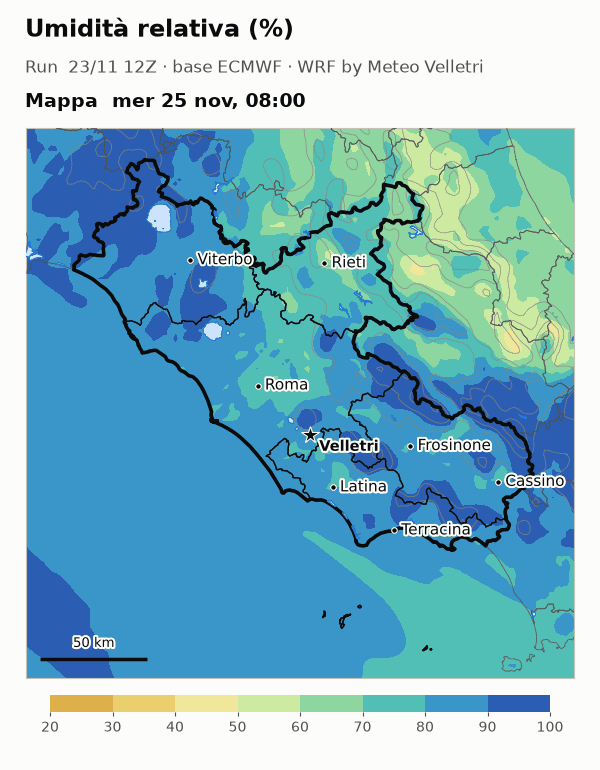 Umidità relativa (%)
Run  23/11 12Z · base ECMWF · WRF by Meteo Velletri
Mappa  mer 25 nov, 08:00
Viterbo
Rieti
Roma
Velletri
Frosinone
Latina
Cassino
Terracina
50 km
20 30 40 50 60 70 80 90 100